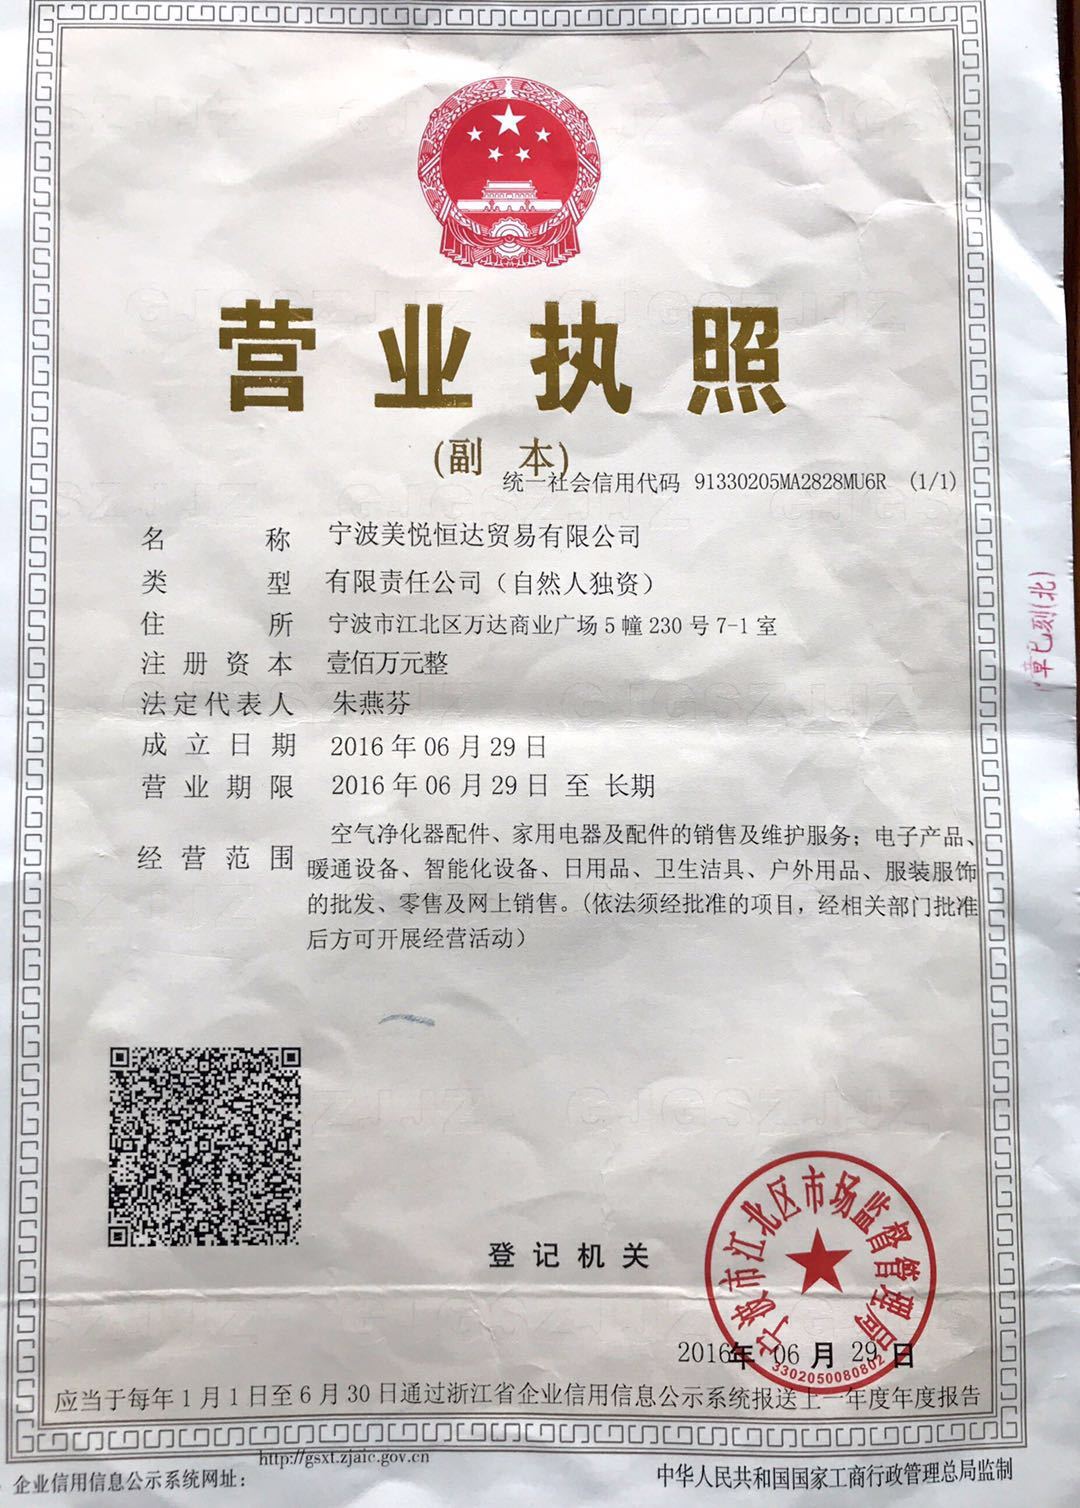 营业执照
(副 本)
统一社会信用代码 91330205MA2828MU6R (1/1)
名 称 宁波美悦恒达贸易有限公司
类 型 有限责任公司（自然人独资）
住 所 宁波市江北区万达商业广场5幢230号7-1室
注册资本 壹佰万元整
法定代表人 朱燕芬
成立日期 2016年06月29日
营业期限 2016年06月29日 至 长期
经营范围 空气净化器配件、家用电器及配件的销售及维护服务；电子产品、
暖通设备、智能化设备、日用品、卫生洁具、户外用品、服装服饰
的批发、零售及网上销售。(依法须经批准的项目，经相关部门批准
后方可开展经营活动）
章已刻(北)
登记机关
宁波市江北区市场监督管理局
2016年06月29日
3302050080802
应当于每年1月1日至6月30日通过浙江省企业信用信息公示系统报送上一年度年度报告
http://gsxt.zjaic.gov.cn
企业信用信息公示系统网址：
中华人民共和国国家工商行政管理总局监制